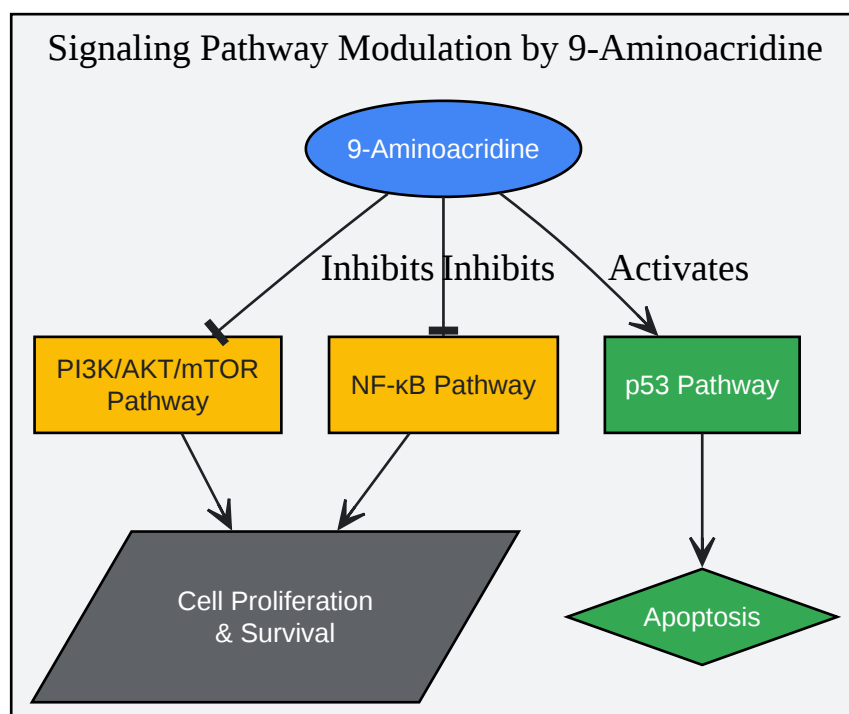 Signaling Pathway Modulation by 9-Aminoacridine
9-Aminoacridine
Inhibits
Inhibits
Activates
PI3K/AKT/mTOR
Pathway
NF-κB Pathway
p53 Pathway
Cell Proliferation
& Survival
Apoptosis